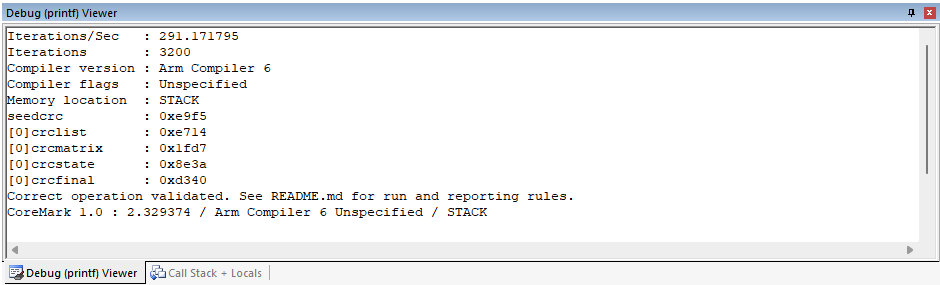 Debug (printf) Viewer
Iterations/Sec   : 291.171795
Iterations       : 3200
Compiler version : Arm Compiler 6
Compiler flags   : Unspecified
Memory location  : STACK
seedcrc          : 0xe9f5
[0]crclist       : 0xe714
[0]crcmatrix     : 0x1fd7
[0]crcstate      : 0x8e3a
[0]crcfinal      : 0xd340
Correct operation validated. See README.md for run and reporting rules.
CoreMark 1.0 : 2.329374 / Arm Compiler 6 Unspecified / STACK
Debug (printf) Viewer Call Stack + Locals